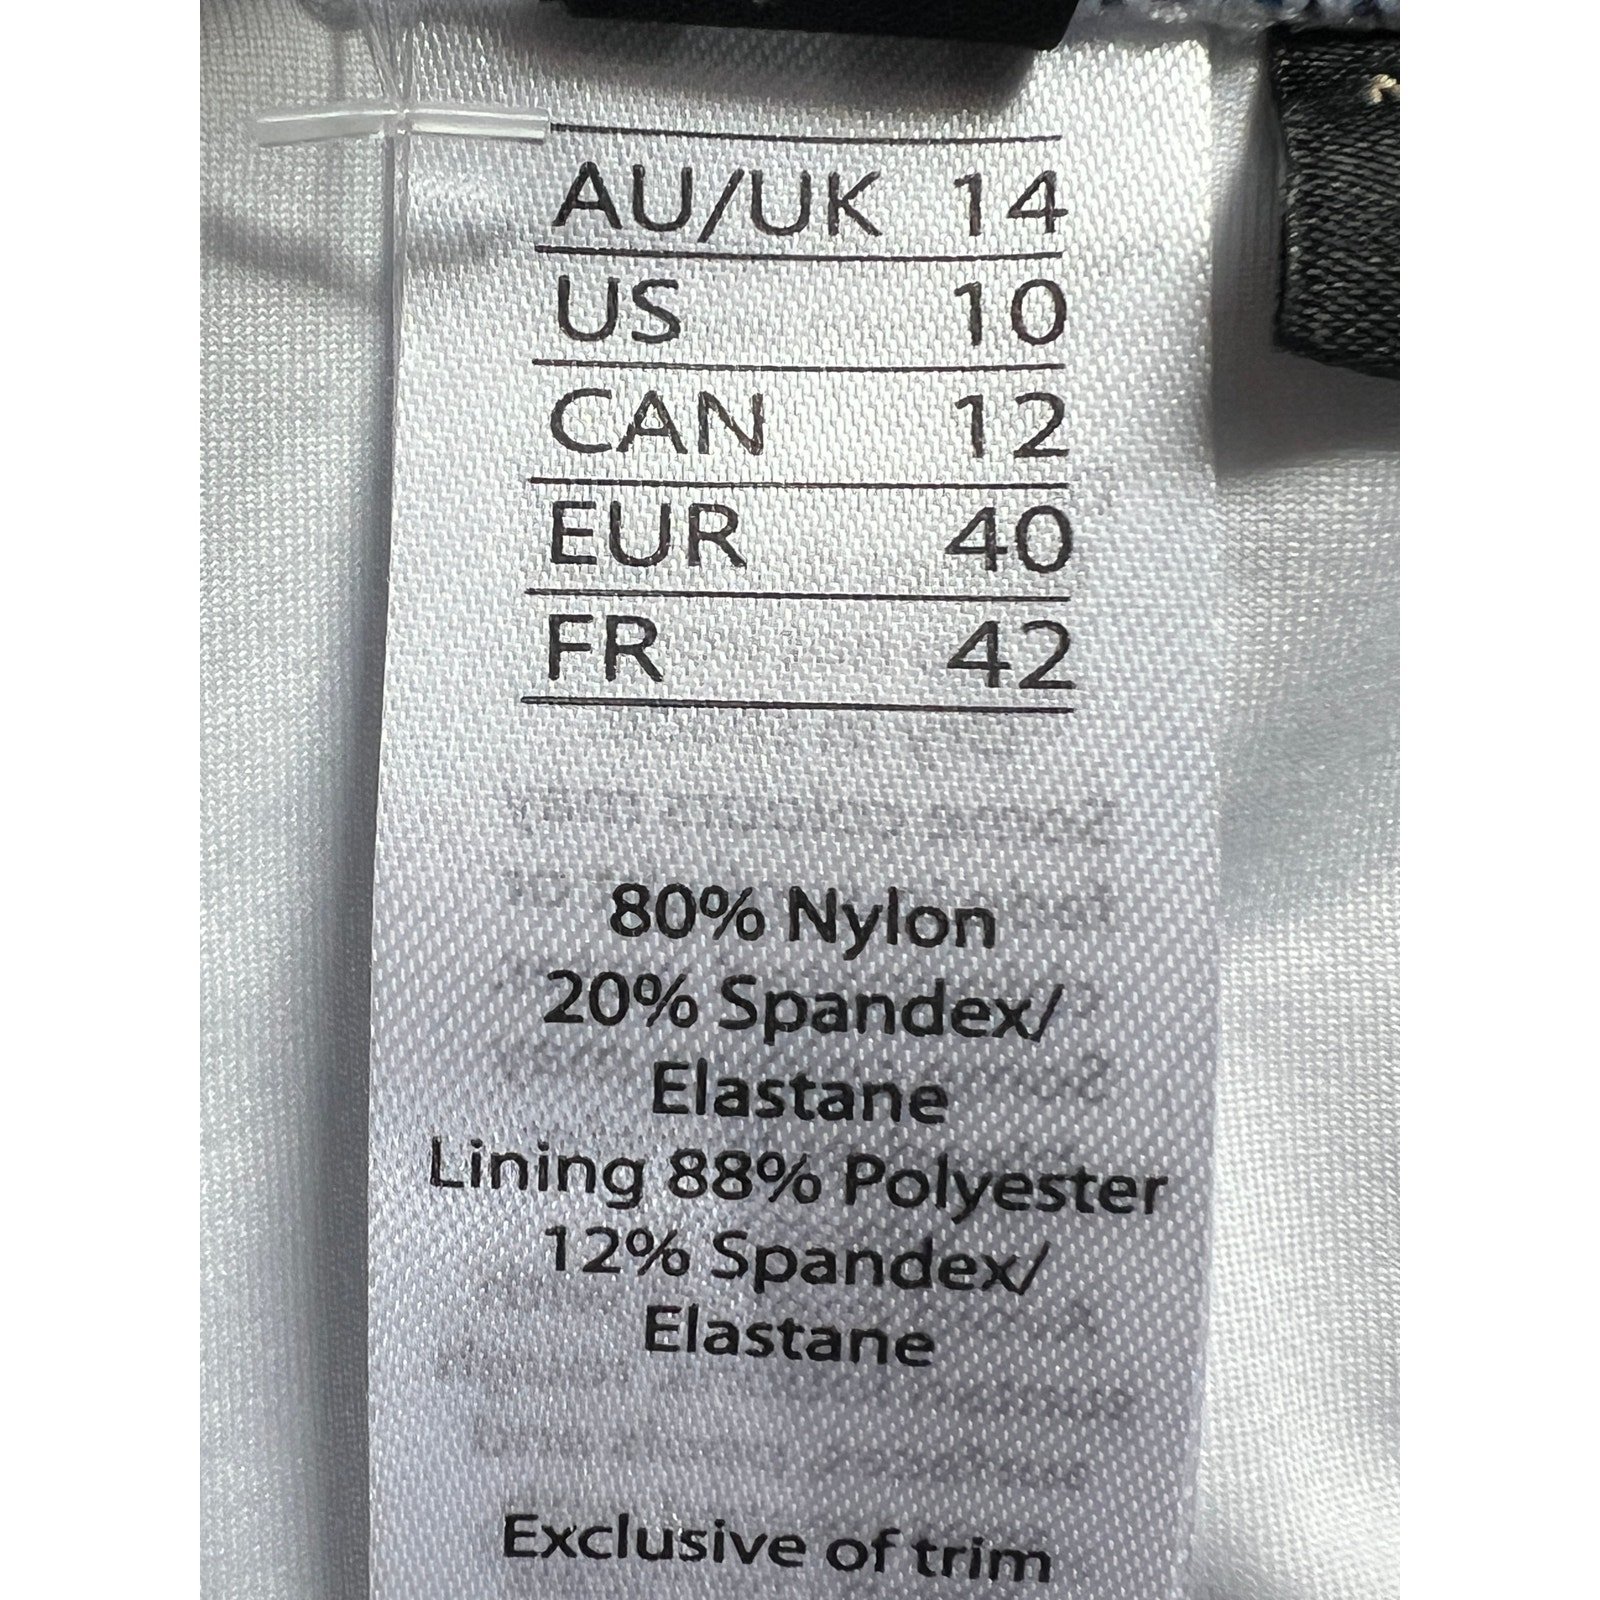 AU/UK 14
US 10
CAN 12
EUR 40
FR 42
80% Nylon
20% Spandex/
Elastane
Lining 88% Polyester
12% Spandex/
Elastane
Exclusive of trim